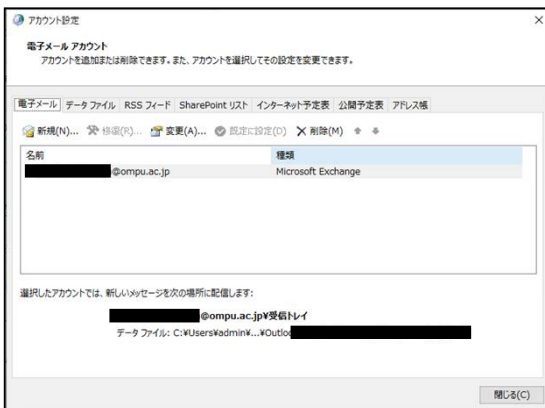 アカウント設定
電子メール アカウント
アカウントを追加または削除できます。また、アカウントを選択してその設定を変更できます。
電子メール データ ファイル RSS フィード SharePoint リスト インターネット予定表 公開予定表 アドレス帳
新規(N)... 修復(R)... 変更(A)... 既定に設定(D) 削除(M)
名前 種類
@ompu.ac.jp Microsoft Exchange
選択したアカウントでは、新しいメッセージを次の場所に配信します:
@ompu.ac.jp¥受信トレイ
データ ファイル: C:¥Users¥admin¥...¥Outloo
閉じる(C)